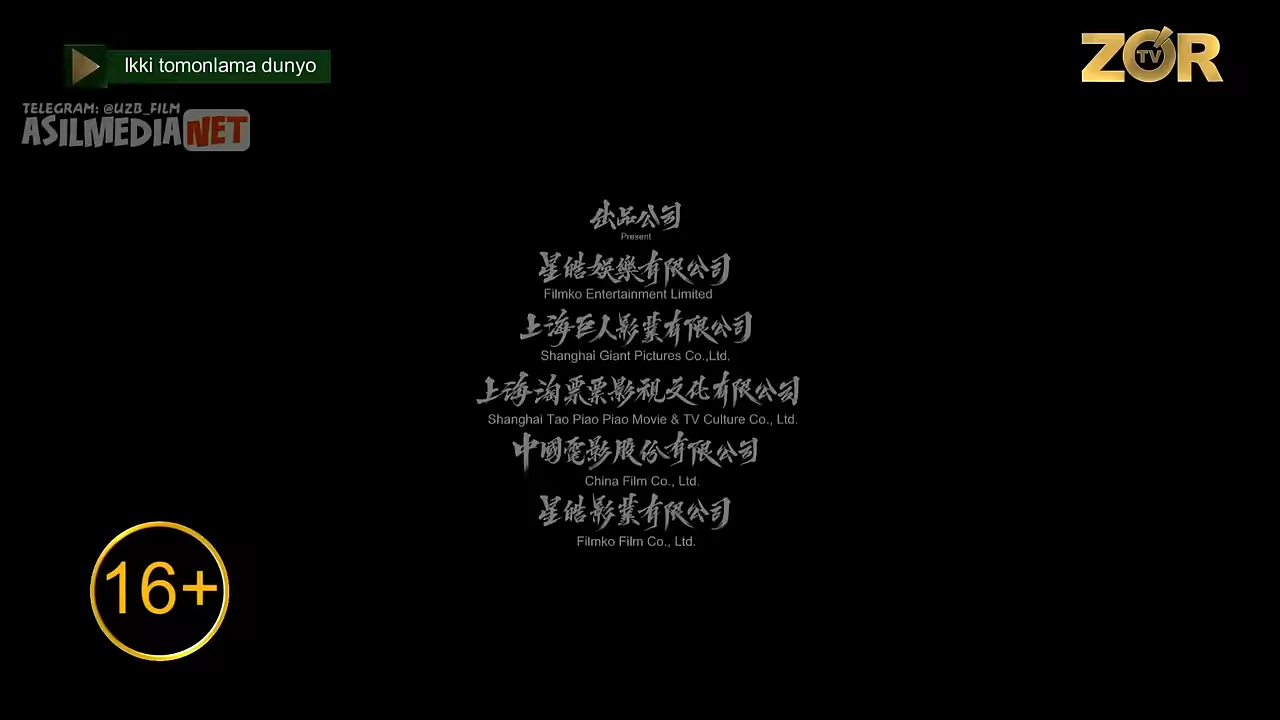 Ikki tomonlama dunyo
ZO'R
TV
TELEGRAM: @UZB_FILM
ASILMEDIA NET
出品公司
Present
星皓娛樂有限公司
Filmko Entertainment Limited
上海巨人影業有限公司
Shanghai Giant Pictures Co.,Ltd.
上海淘票票影視文化有限公司
Shanghai Tao Piao Piao Movie & TV Culture Co., Ltd.
中國電影股份有限公司
China Film Co., Ltd.
星皓影業有限公司
Filmko Film Co., Ltd.
16+